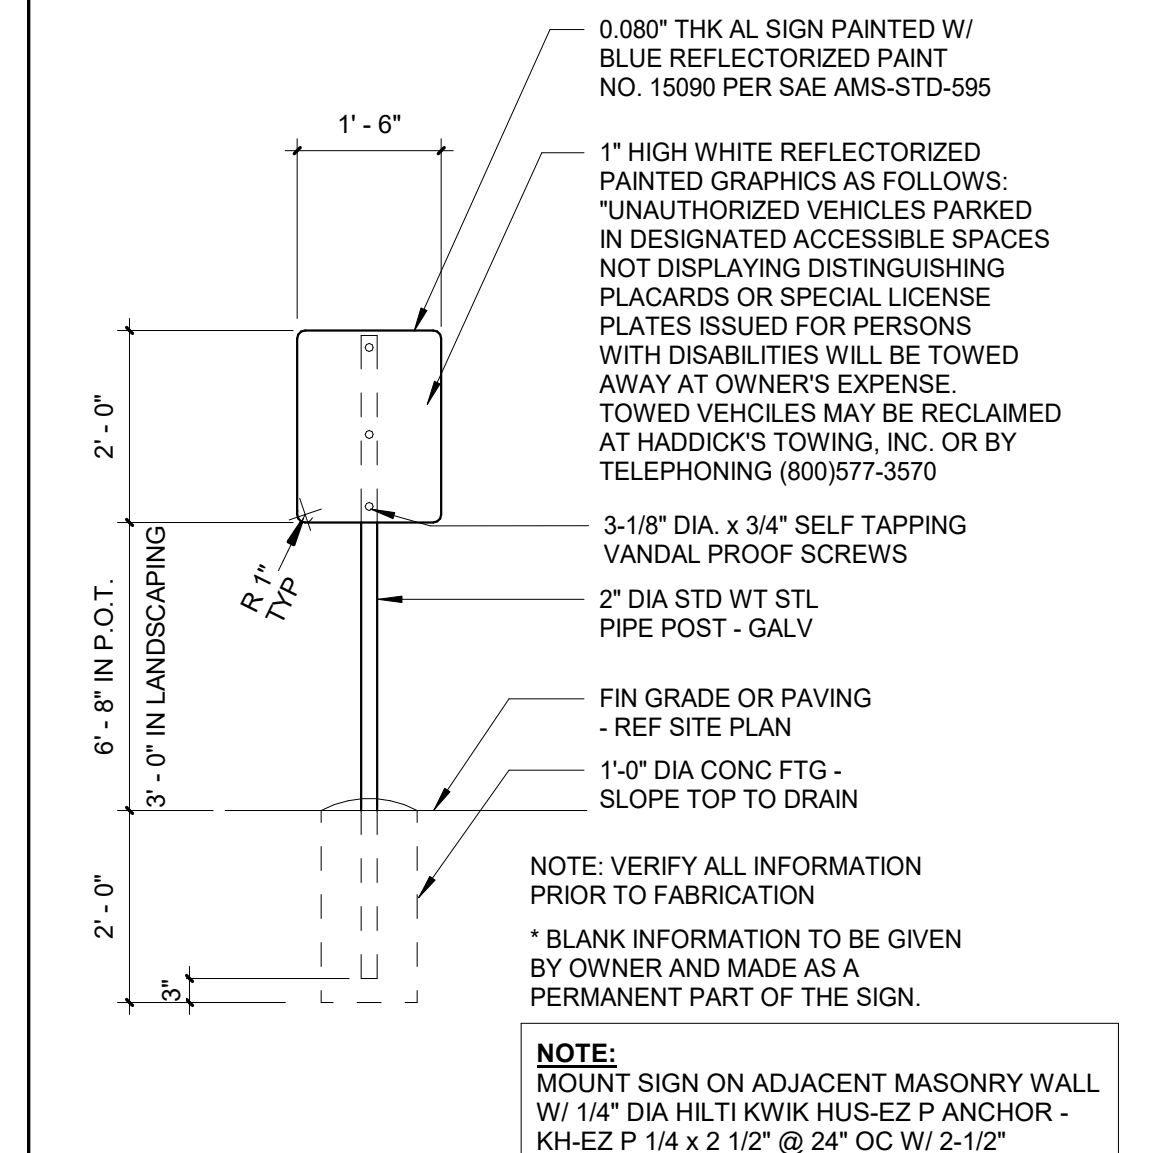 0.080" THK AL SIGN PAINTED W/
BLUE REFLECTORIZED PAINT
NO. 15090 PER SAE AMS-STD-595
1' - 6"
1" HIGH WHITE REFLECTORIZED
PAINTED GRAPHICS AS FOLLOWS:
"UNAUTHORIZED VEHICLES PARKED
IN DESIGNATED ACCESSIBLE SPACES
NOT DISPLAYING DISTINGUISHING
PLACARDS OR SPECIAL LICENSE
PLATES ISSUED FOR PERSONS
WITH DISABILITIES WILL BE TOWED
AWAY AT OWNER'S EXPENSE.
TOWED VEHCILES MAY BE RECLAIMED
AT HADDICK'S TOWING, INC. OR BY
TELEPHONING (800)577-3570
2' - 0"
3-1/8" DIA. x 3/4" SELF TAPPING
VANDAL PROOF SCREWS
R 1"
TYP
2" DIA STD WT STL
PIPE POST - GALV
6' - 8" IN P.O.T.
3' - 0" IN LANDSCAPING
FIN GRADE OR PAVING
- REF SITE PLAN
1'-0" DIA CONC FTG -
SLOPE TOP TO DRAIN
2' - 0"
3"
NOTE: VERIFY ALL INFORMATION
PRIOR TO FABRICATION
* BLANK INFORMATION TO BE GIVEN
BY OWNER AND MADE AS A
PERMANENT PART OF THE SIGN.
NOTE:
MOUNT SIGN ON ADJACENT MASONRY WALL
W/ 1/4" DIA HILTI KWIK HUS-EZ P ANCHOR -
KH-EZ P 1/4 x 2 1/2" @ 24" OC W/ 2-1/2"